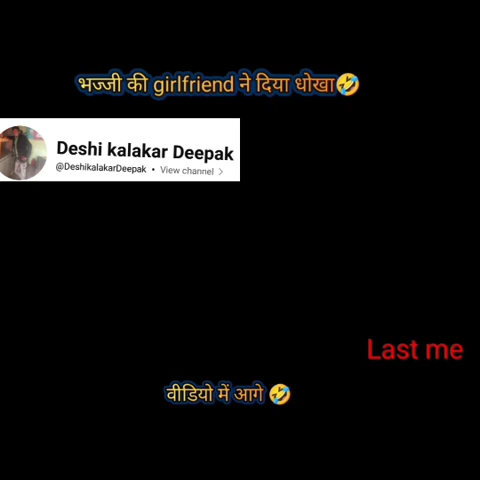 भज्जी की girlfriend ने दिया धोखा🤣
Deshi kalakar Deepak
@DeshikalakarDeepak • View channel >
Last me
वीडियो में आगे 🤣